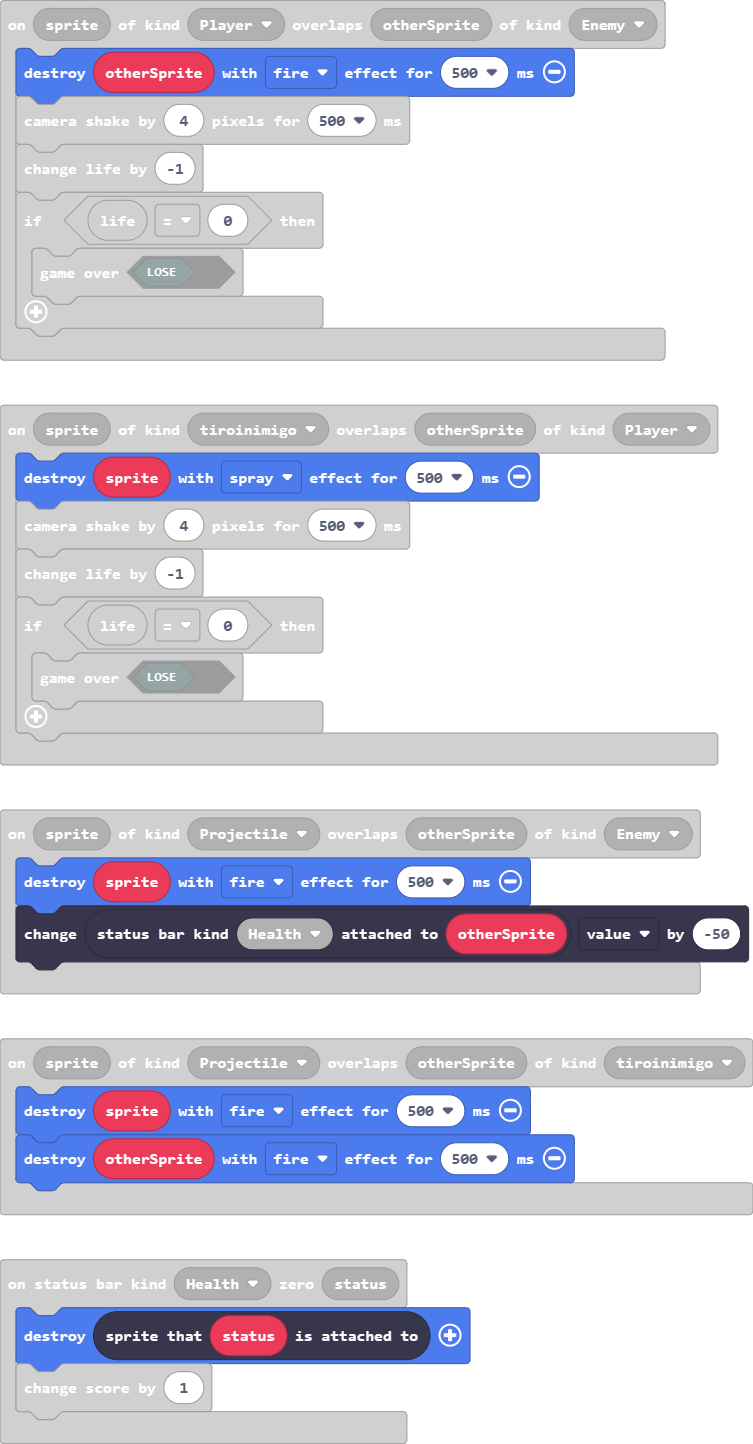 on sprite of kind Player overlaps otherSprite of kind Enemy
destroy otherSprite with fire effect for 500 ms
camera shake by 4 pixels for 500 ms
change life by -1
if life = 0 then
game over LOSE
on sprite of kind tiroinimigo overlaps otherSprite of kind Player
destroy sprite with spray effect for 500 ms
camera shake by 4 pixels for 500 ms
change life by -1
if life = 0 then
game over LOSE
on sprite of kind Projectile overlaps otherSprite of kind Enemy
destroy sprite with fire effect for 500 ms
change status bar kind Health attached to otherSprite value by -50
on sprite of kind Projectile overlaps otherSprite of kind tiroinimigo
destroy sprite with fire effect for 500 ms
destroy otherSprite with fire effect for 500 ms
on status bar kind Health zero status
destroy sprite that status is attached to
change score by 1